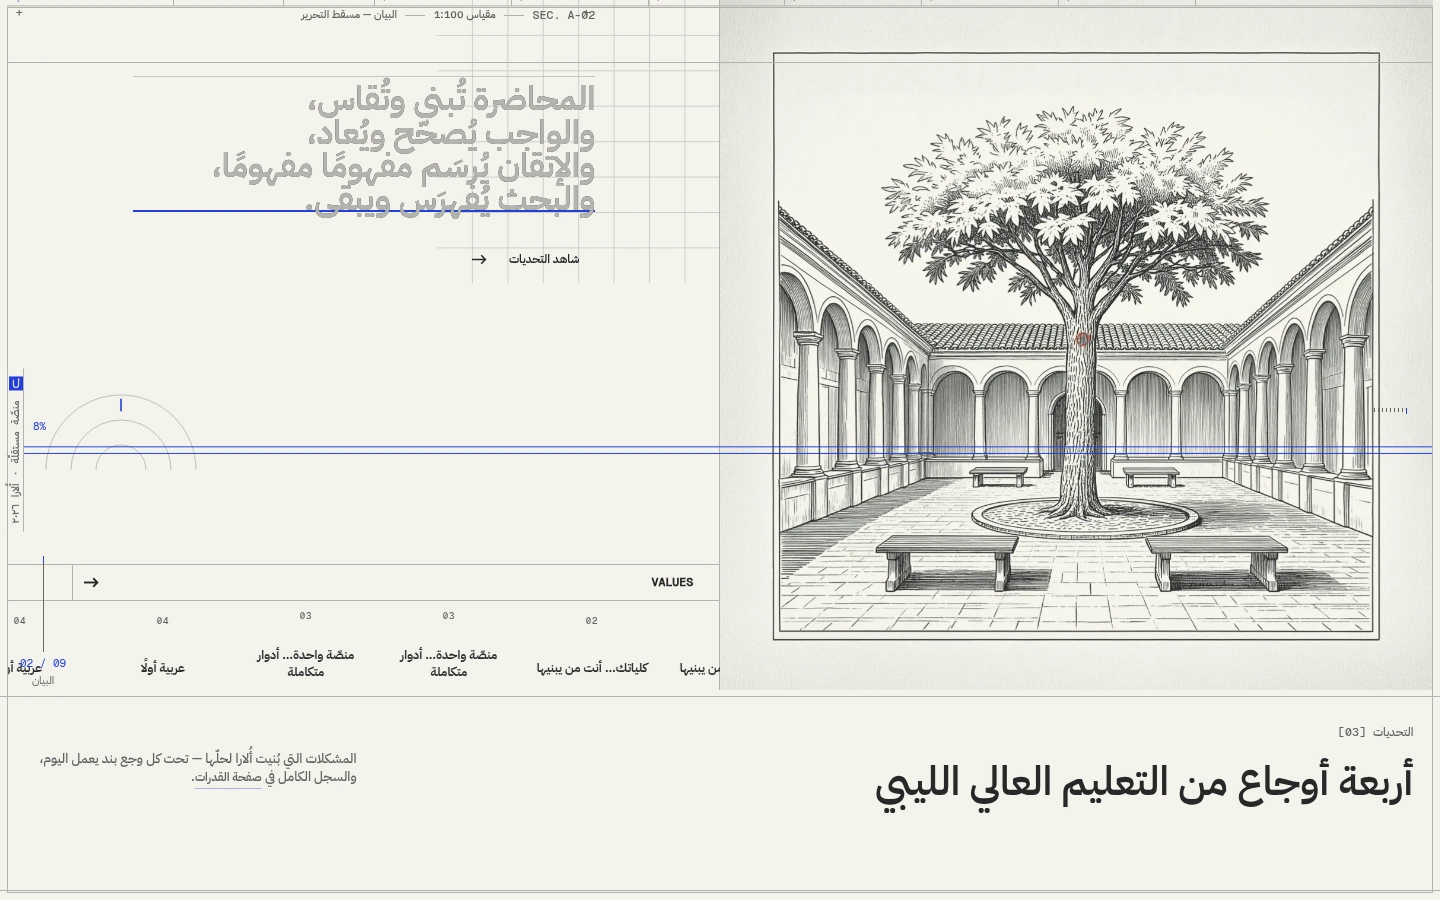 SEC. A-02 — مقياس 1:100 — البيان — مسقط التحرير
المحاضرة تُبنى وتُقاس،
والواجب يُصحّح ويُعاد،
والإتقان يُرسَم مفهومًا مفهومًا،
والبحث يُفهرَس ويبقى.
شاهد التحديات →
ل
منصّة مستقلّة · ألارا ٢٠٢٦
8%
VALUES →
02
03
03
04
04
من يبنيها
كلياتك... أنت من يبنيها
منصّة واحدة... أدوار متكاملة
منصّة واحدة... أدوار متكاملة
عربية أولًا
02 / 09
البيان
التحديات [03]
أربعة أوجاع من التعليم العالي الليبي
المشكلات التي بُنيت ألارا لحلّها — تحت كل وجع بند يعمل اليوم،
والسجل الكامل في صفحة القدرات.